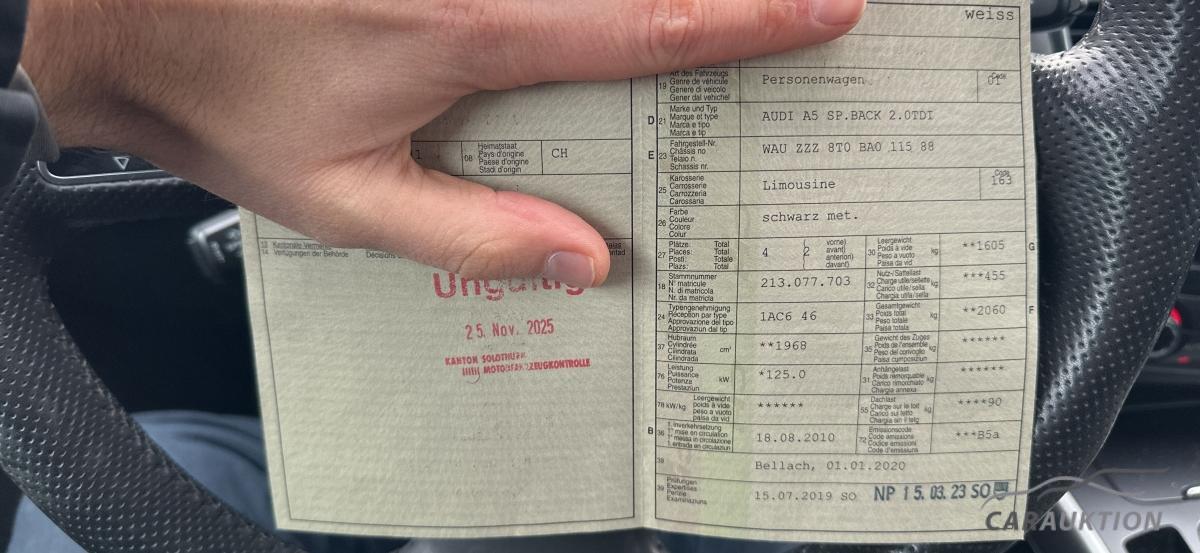 weiss
19 Art des Fahrzeugs
Genre de véhicule
Genere di veicolo
Gener dal vehichel
Personenwagen
Code
01
D 21 Marke und Typ
Marque et type
Marca e tipo
Marca e tip
AUDI A5 SP.BACK 2.0TDI
E 23 Fahrgestell-Nr.
Châssis no
Telaio n.
Schassis nr.
WAU ZZZ 8T0 BA0 115 88
1
08 Heimatstaat
Pays d'origine
Paese d'origine
Stadi d'origin
CH
25 Karosserie
Carrosserie
Carrozzeria
Carossaria
Limousine
Code
163
26 Farbe
Couleur
Colore
Colur
schwarz met.
27 Plätze: Total
Places: Total
Posti: Totale
Plazs: Total
4 2 vorne)
avant)
anteriori)
davant)
30 Leergewicht
Poids à vide
Peso a vuoto
Paisa da vid
kg **1605 G
18 Stammnummer
N° matricule
N. di matricola
Nr. da matricla
213.077.703
32 Nutz-/Sattellast
Charge utile/sellette
Carico utile/sella
Chargia utila/sella
kg ***455
24 Typengenehmigung
Réception par type
Approvazione del tipo
Approvaziun dal tip
1AC6 46
33 Gesamtgewicht
Poids total
Peso totale
Paisa totala
kg **2060 F
37 Hubraum
Cylindrée
Cilindrata
Cilindrada
cm³ **1968
35 Gewicht des Zuges
Poids de l'ensemble
Peso del convoglio
Paisa cumposiziun
kg ******
76 Leistung
Puissance
Potenza
Prestaziun
kW *125.0
31 Anhängelast
Poids remorquable
Carico rimorchiato
Chargia annexa
kg ******
78 kW/kg Leergewicht
poids à vide
peso a vuoto
paisa da vid
******
55 Dachlast
Charge sur le toit
Carico sul tetto
Chargia sin il tetg
kg ****90
B 36 1. Inverkehrsetzung
1re mise en circulation
1a messa in circolazione
1. entrada en circulaziun
18.08.2010
72 Emissionscode
Code émissions
Codice emissioni
Code d'emissiuns
***B5a
38 Bellach, 01.01.2020
39 Prüfungen
Expertises
Perizie
Examinaziuns
15.07.2019 SO NP 15. 03. 23 SO
13 Kantonale Vermerke
14 Verfügungen der Behörde
Ungültig
25. Nov. 2025
KANTON SOLOTHURN
MOTORFAHRZEUGKONTROLLE
CARAUKTION